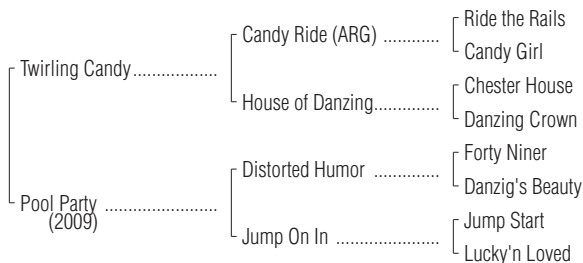 Ride the Rails
Candy Ride (ARG) ............
Candy Girl
Twirling Candy..................
Chester House
House of Danzing..............
Danzing Crown
Forty Niner
Distorted Humor ..............
Danzig's Beauty
Pool Party ........................
(2009)
Jump Start
Jump On In ......................
Lucky'n Loved